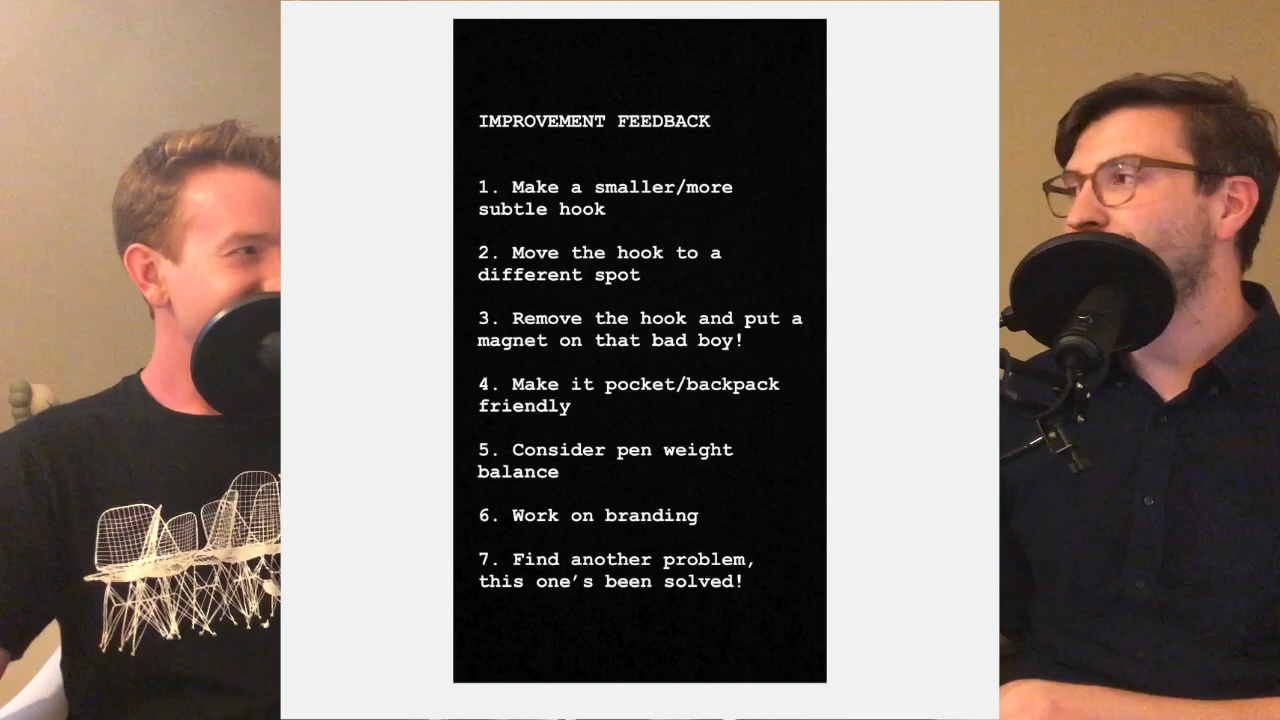 IMPROVEMENT FEEDBACK
1. Make a smaller/more
subtle hook
2. Move the hook to a
different spot
3. Remove the hook and put a
magnet on that bad boy!
4. Make it pocket/backpack
friendly
5. Consider pen weight
balance
6. Work on branding
7. Find another problem,
this one’s been solved!